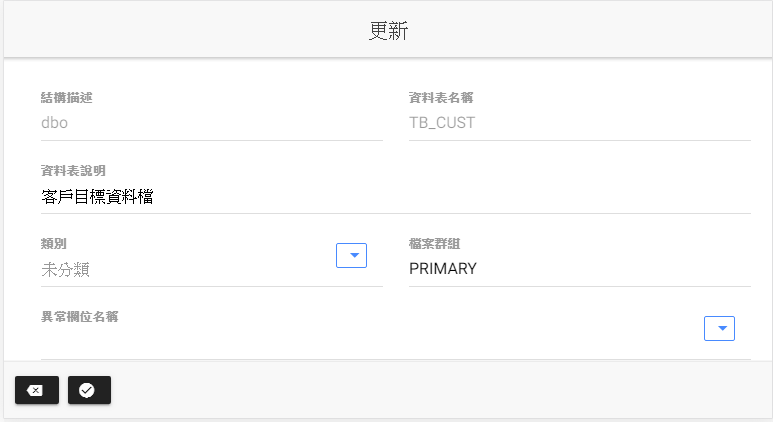 更新
結構描述
資料表名稱
dbo
TB_CUST
資料表說明
客戶目標資料檔
類別
檔案群組
未分類
PRIMARY
異常欄位名稱